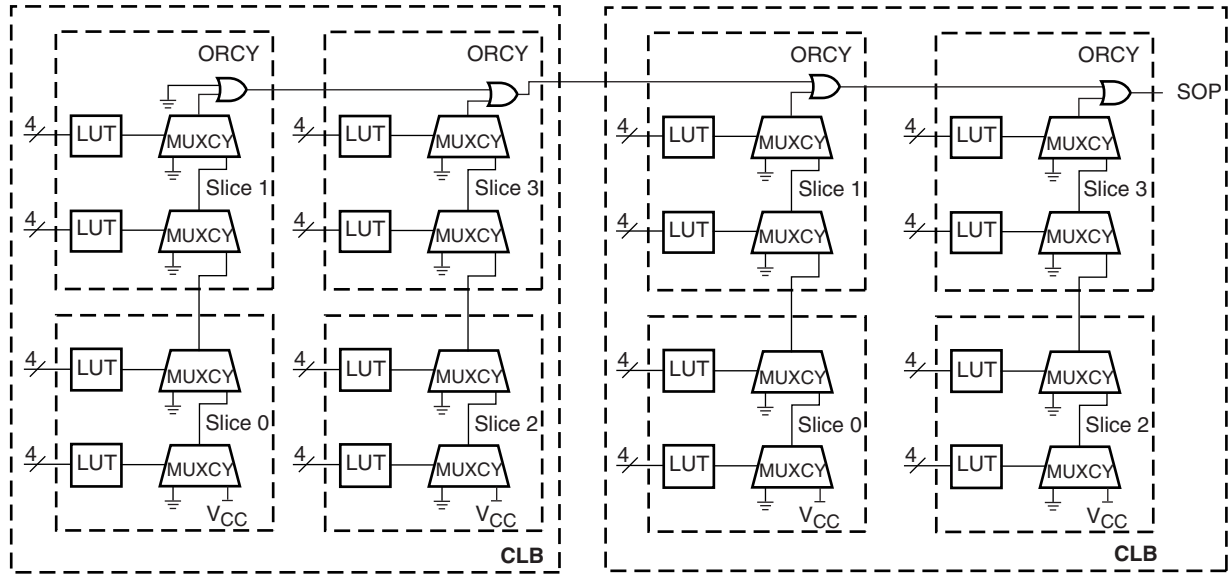 ORCY ORCY ORCY ORCY
SOP
4 LUT MUXCY 4 LUT MUXCY 4 LUT MUXCY 4 LUT MUXCY
Slice 1 Slice 3 Slice 1 Slice 3
4 LUT MUXCY 4 LUT MUXCY 4 LUT MUXCY 4 LUT MUXCY
4 LUT MUXCY 4 LUT MUXCY 4 LUT MUXCY 4 LUT MUXCY
Slice 0 Slice 2 Slice 0 Slice 2
4 LUT MUXCY 4 LUT MUXCY 4 LUT MUXCY 4 LUT MUXCY
VCC VCC VCC VCC
CLB CLB